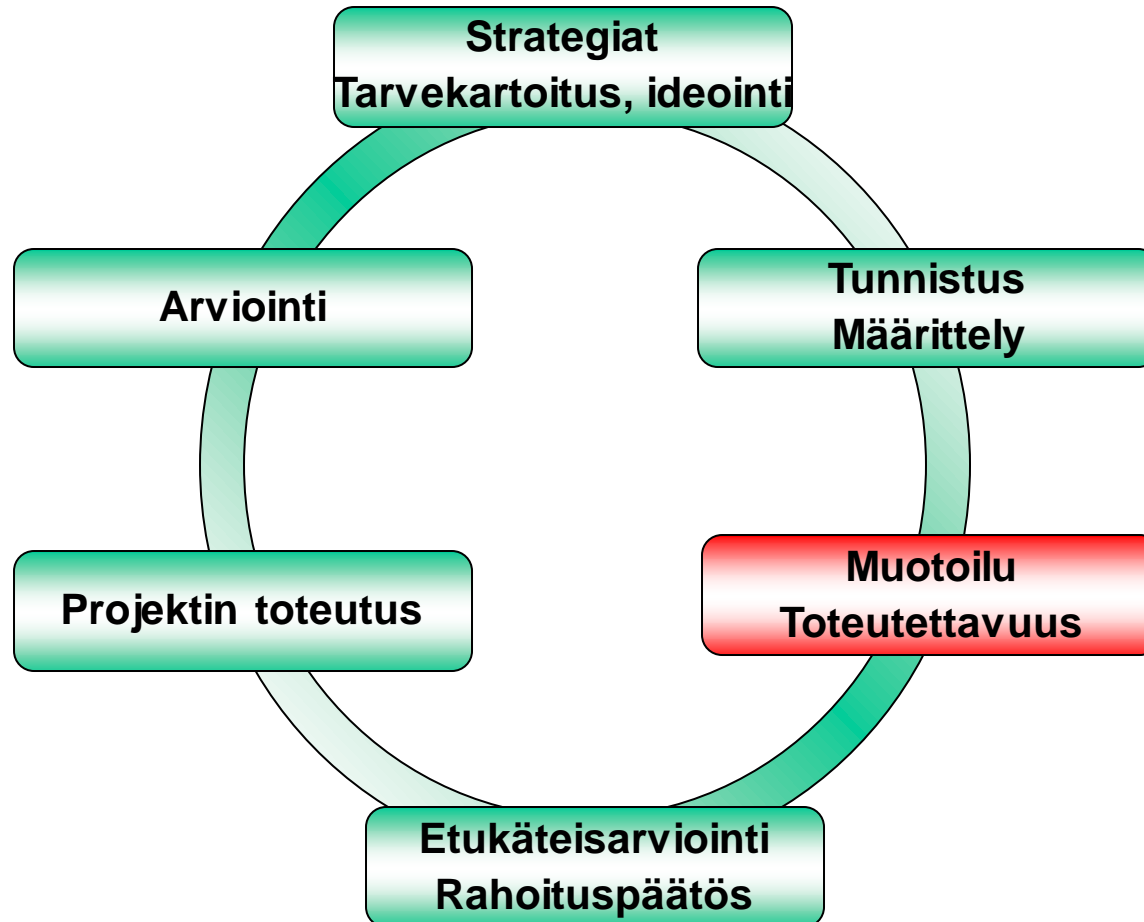 Strategiat
Tarvekartoitus, ideointi
Arviointi
Tunnistus
Määrittely
Projektin toteutus
Muotoilu
Toteutettavuus
Etukäteisarviointi
Rahoituspäätös